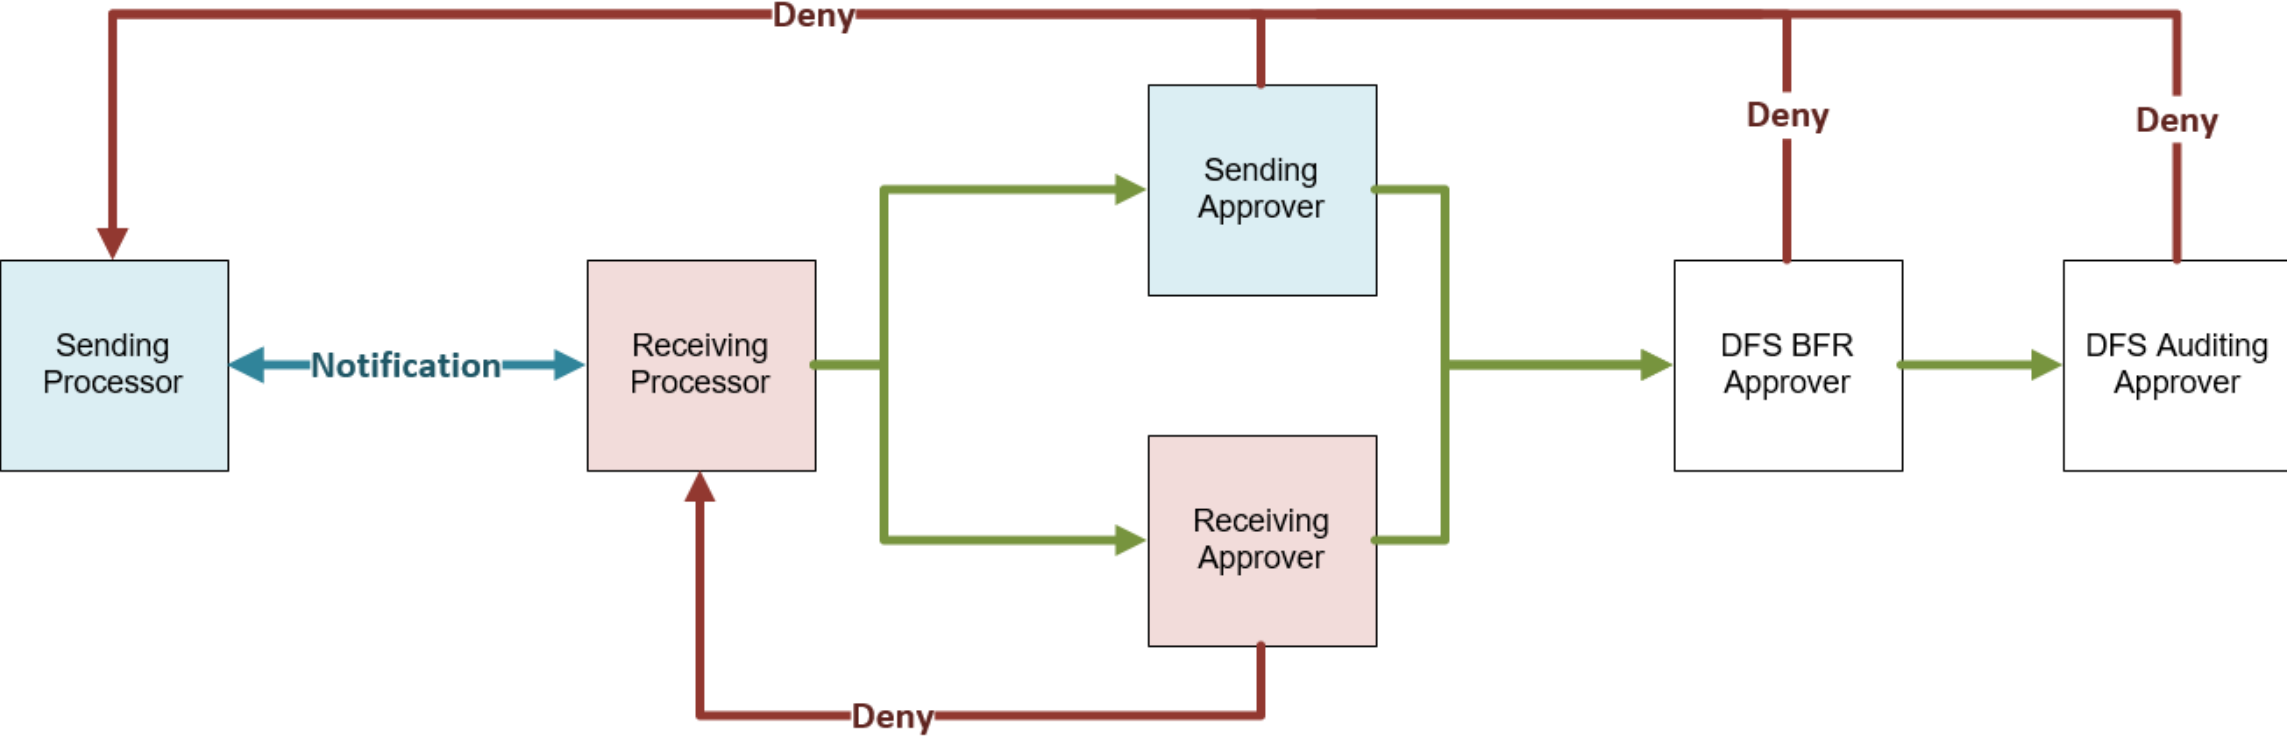 Deny
Deny
Deny
Sending
Approver
Sending
Processor
Notification
Receiving
Processor
DFS BFR
Approver
DFS Auditing
Approver
Receiving
Approver
Deny